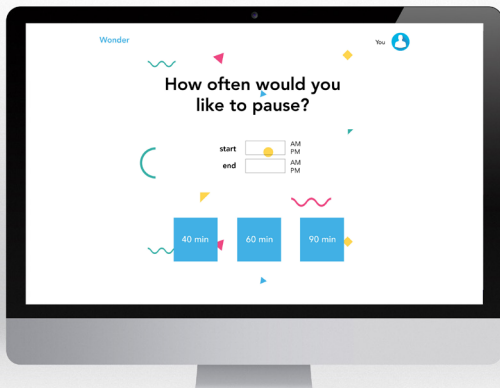 Wonder
You
How often would you
like to pause?
start
AM
PM
end
AM
PM
40 min
60 min
90 min